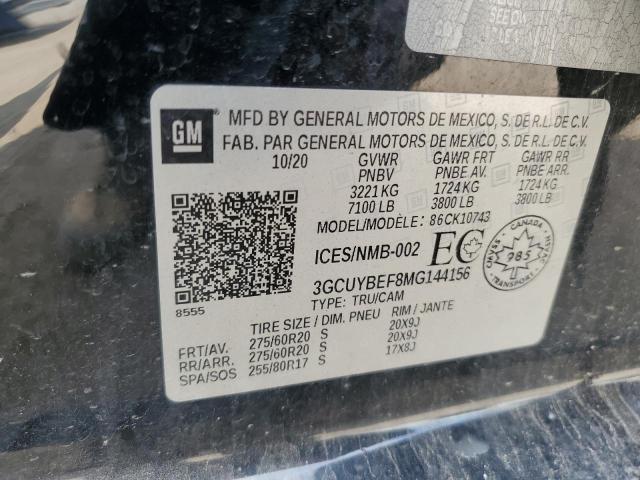 GM
MFD BY GENERAL MOTORS DE MEXICO, S. DE R.L. DE C.V.
FAB. PAR GENERAL MOTORS DE MEXICO, S. DE R.L. DE C.V.
10/20 GVWR GAWR FRT GAWR RR
PNBV PNBE AV. PNBE ARR.
3221 KG 1724 KG 1724 KG
7100 LB 3800 LB 3800 LB
MODEL/MODÈLE: 86CK10743
ICES/NMB-002 EC
CANADA
985
3GCUYBEF8MG144156
TYPE: TRU/CAM
8555
TIRE SIZE / DIM. PNEU RIM / JANTE
FRT/AV. 275/60R20 S 20X9J
RR/ARR. 275/60R20 S 20X9J
SPA/SOS 255/80R17 S 17X8J